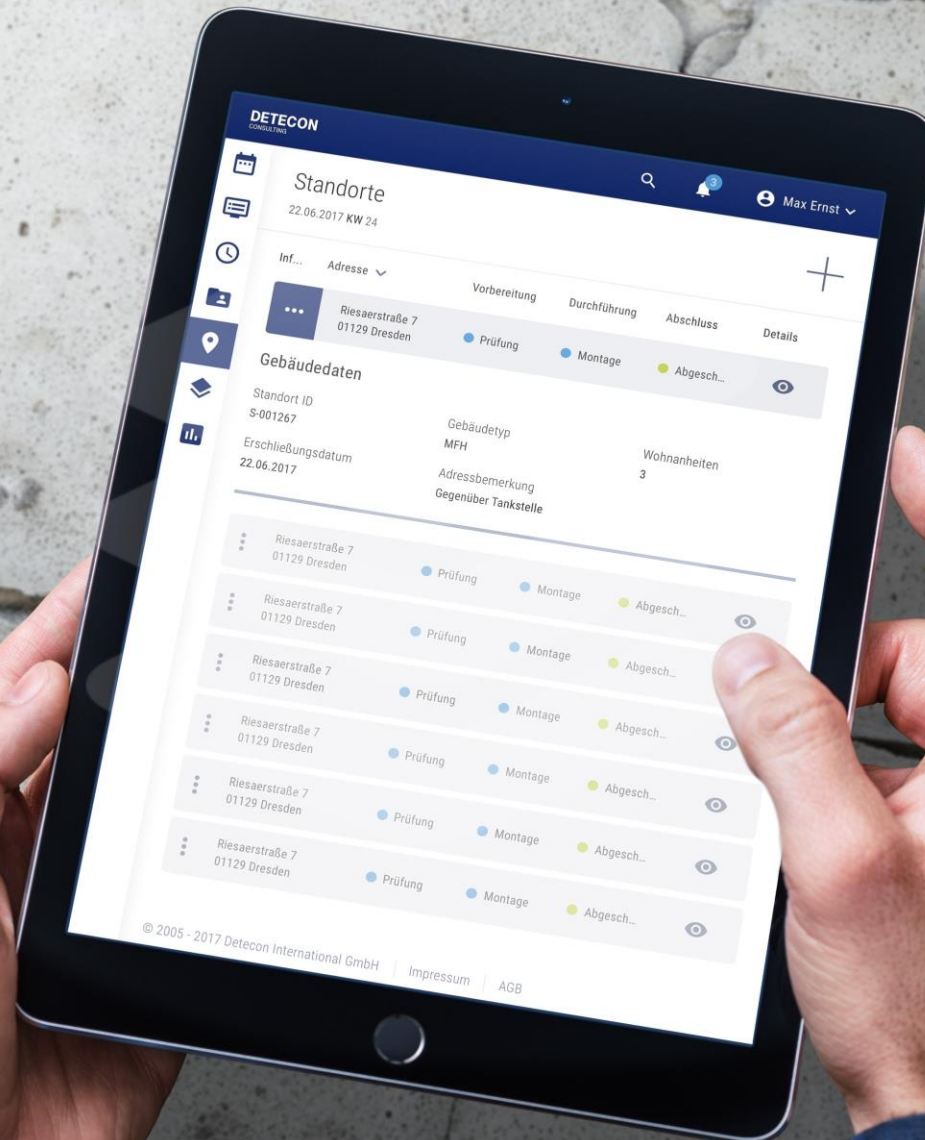 DETECON
CONSULTING
3
Max Ernst
Standorte
22.06.2017 KW 24
Inf... Adresse Vorbereitung Durchführung Abschluss Details
Riesaerstraße 7
01129 Dresden
Prüfung Montage Abgesch...
Gebäudedaten
Standort ID
S-001267
Gebäudetyp
MFH
Wohnanheiten
3
Erschließungsdatum
22.06.2017
Adressbemerkung
Gegenüber Tankstelle
Riesaerstraße 7
01129 Dresden
Prüfung Montage Abgesch...
Riesaerstraße 7
01129 Dresden
Prüfung Montage Abgesch...
Riesaerstraße 7
01129 Dresden
Prüfung Montage Abgesch...
Riesaerstraße 7
01129 Dresden
Prüfung Montage Abgesch...
Riesaerstraße 7
01129 Dresden
Prüfung Montage Abgesch...
Riesaerstraße 7
01129 Dresden
Prüfung Montage Abgesch...
© 2005 - 2017 Detecon International GmbH | Impressum | AGB